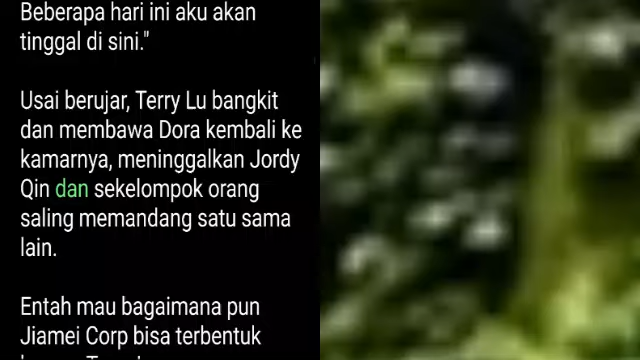 Beberapa hari ini aku akan
tinggal di sini."
Usai berujar, Terry Lu bangkit
dan membawa Dora kembali ke
kamarnya, meninggalkan Jordy
Qin dan sekelompok orang
saling memandang satu sama
lain.
Entah mau bagaimana pun
Jiamei Corp bisa terbentuk